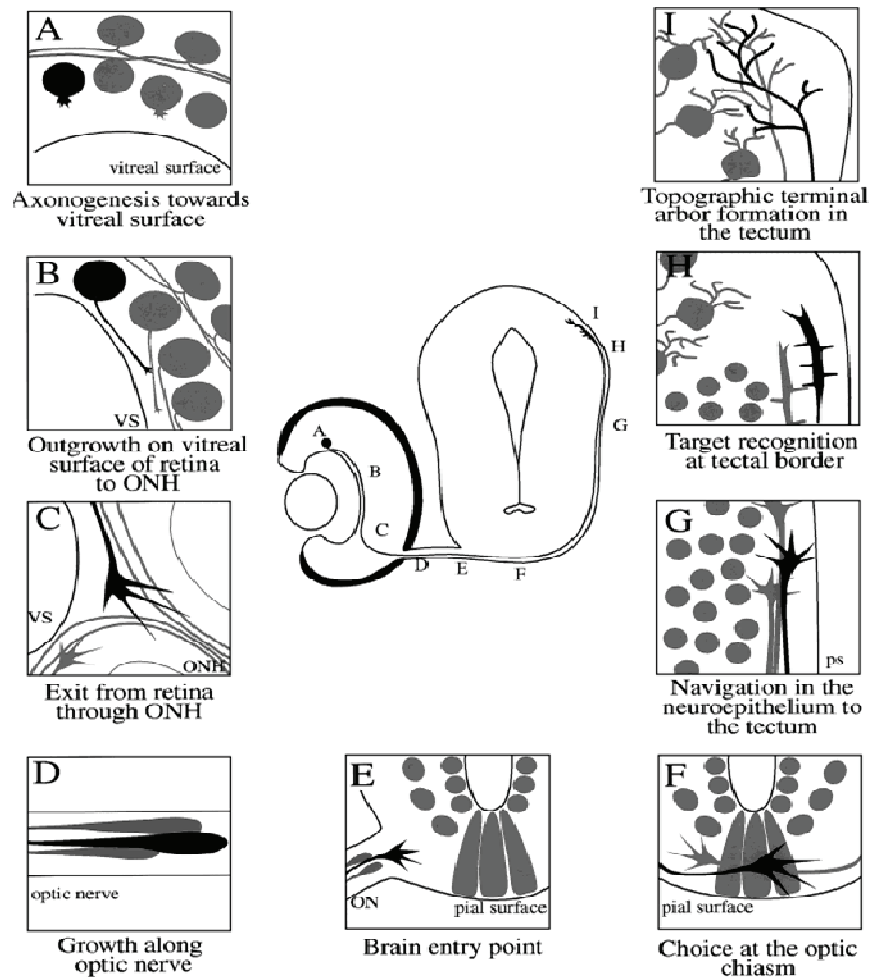 A
vitreal surface
Axonogenesis towards
vitreal surface
B
VS
Outgrowth on vitreal
surface of retina
to ONH
C
VS
ONH
Exit from retina
through ONH
D
optic nerve
Growth along
optic nerve
A
B
C
D
E
F
G
H
I
E
ON
pial surface
Brain entry point
F
pial surface
Choice at the optic
chiasm
G
ps
Navigation in the
neuroepithelium to
the tectum
H
Target recognition
at tectal border
I
Topographic terminal
arbor formation in
the tectum